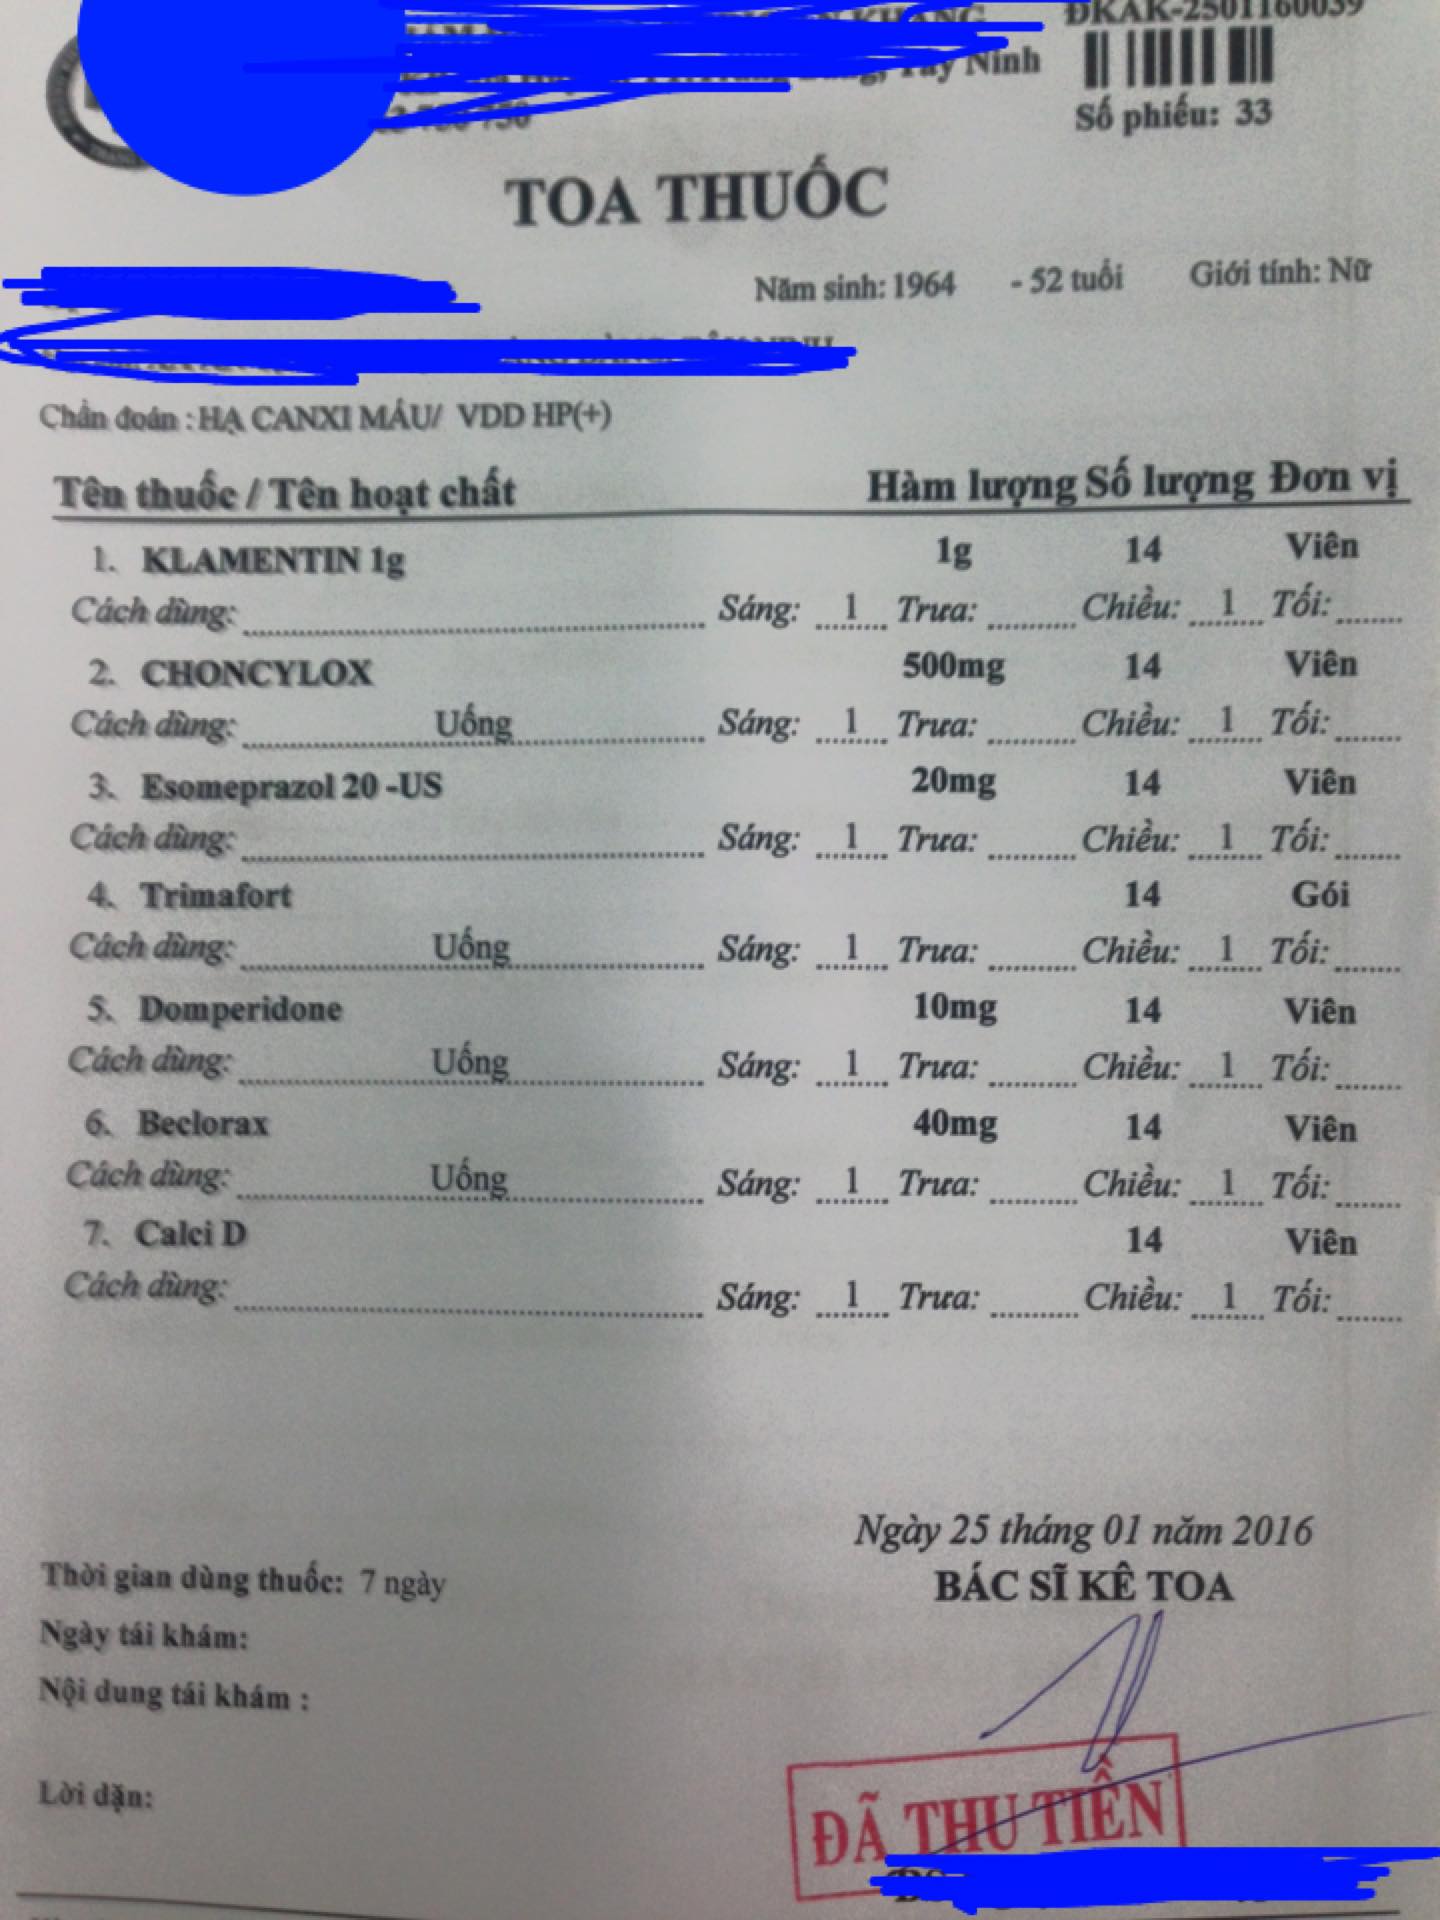 ĐKAK-2501160039
Tây Ninh
Số phiếu: 33
TOA THUỐC
Năm sinh: 1964 - 52 tuổi Giới tính: Nữ
Chẩn đoán : HẠ CANXI MÁU/ VDD HP(+)
Tên thuốc / Tên hoạt chất Hàm lượng Số lượng Đơn vị
1. KLAMENTIN 1g 1g 14 Viên
Cách dùng: Sáng: 1 Trưa: Chiều: 1 Tối:
2. CHONCYLOX 500mg 14 Viên
Cách dùng: Uống Sáng: 1 Trưa: Chiều: 1 Tối:
3. Esomeprazol 20 -US 20mg 14 Viên
Cách dùng: Sáng: 1 Trưa: Chiều: 1 Tối:
4. Trimafort 14 Gói
Cách dùng: Uống Sáng: 1 Trưa: Chiều: 1 Tối:
5. Domperidone 10mg 14 Viên
Cách dùng: Uống Sáng: 1 Trưa: Chiều: 1 Tối:
6. Beclorax 40mg 14 Viên
Cách dùng: Uống Sáng: 1 Trưa: Chiều: 1 Tối:
7. Calci D 14 Viên
Cách dùng: Sáng: 1 Trưa: Chiều: 1 Tối:
Ngày 25 tháng 01 năm 2016
Thời gian dùng thuốc: 7 ngày BÁC SĨ KÊ TOA
Ngày tái khám:
Nội dung tái khám :
Lời dặn:
ĐÃ THU TIỀN